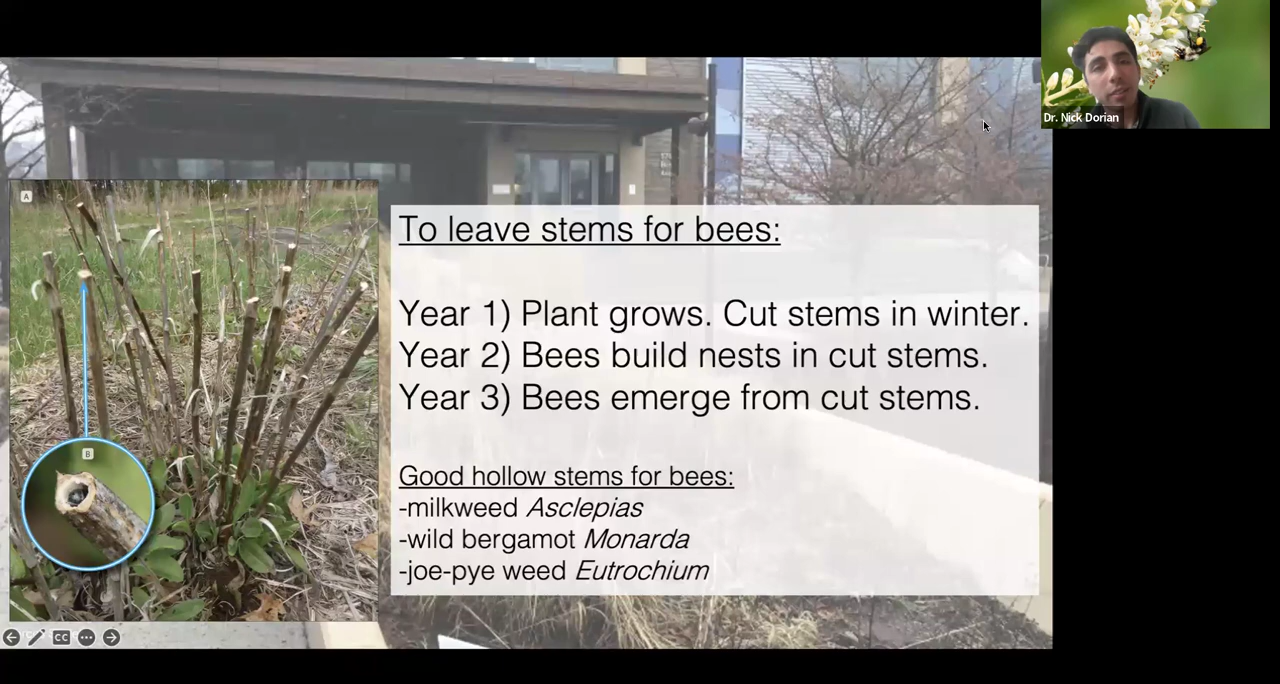 Dr. Nick Dorian
A
To leave stems for bees:
Year 1) Plant grows. Cut stems in winter.
Year 2) Bees build nests in cut stems.
Year 3) Bees emerge from cut stems.
B
Good hollow stems for bees:
-milkweed Asclepias
-wild bergamot Monarda
-joe-pye weed Eutrochium
CC